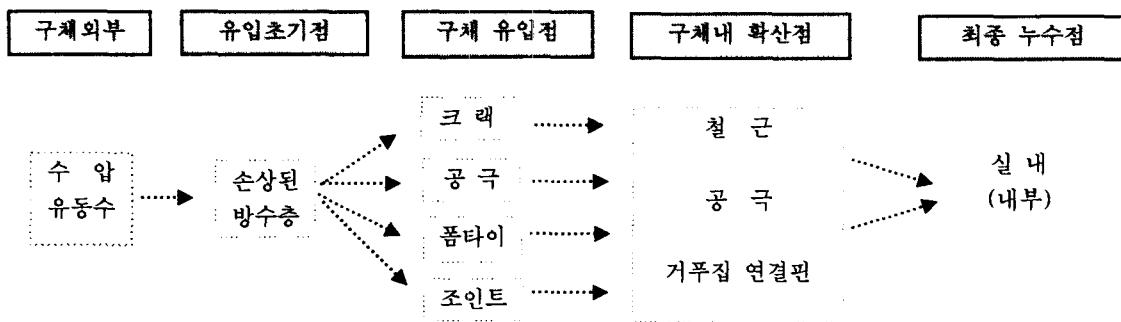 구체외부
유입초기점
구체 유입점
구체내 확산점
최종 누수점
수 압
유동수
손상된
방수층
크 랙
공 극
폼타이
조인트
철 근
공 극
거푸집 연결핀
실 내
(내부)